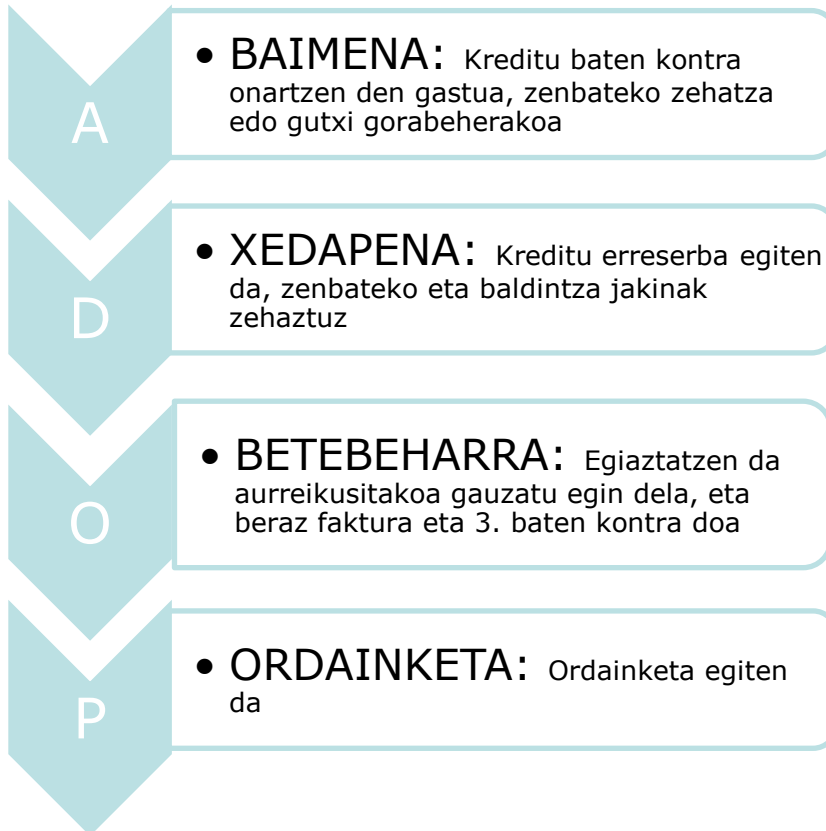 A
• BAIMENA: Kreditu baten kontra
onartzen den gastua, zenbateko zehatza
edo gutxi gorabeherakoa
D
• XEDAPENA: Kreditu erreserba egiten
da, zenbateko eta baldintza jakinak
zehaztuz
O
• BETEBEHARRA: Egiaztatzen da
aurreikusitakoa gauzatu egin dela, eta
beraz faktura eta 3. baten kontra doa
P
• ORDAINKETA: Ordainketa egiten
da